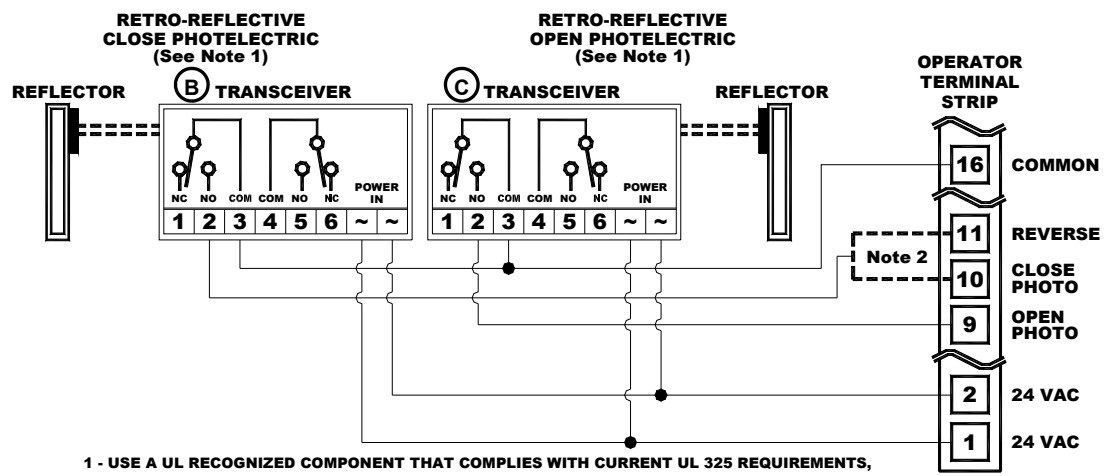 RETRO-REFLECTIVE
CLOSE PHOTELECTRIC
(See Note 1)
RETRO-REFLECTIVE
OPEN PHOTELECTRIC
(See Note 1)
OPERATOR
TERMINAL
STRIP
REFLECTOR
B TRANSCEIVER
C TRANSCEIVER
REFLECTOR
NC NO COM COM NO NC POWER IN
1 2 3 4 5 6 ~ ~
NC NO COM COM NO NC POWER IN
1 2 3 4 5 6 ~ ~
16 COMMON
11 REVERSE
Note 2
10 CLOSE PHOTO
9 OPEN PHOTO
2 24 VAC
1 24 VAC
1 - USE A UL RECOGNIZED COMPONENT THAT COMPLIES WITH CURRENT UL 325 REQUIREMENTS,